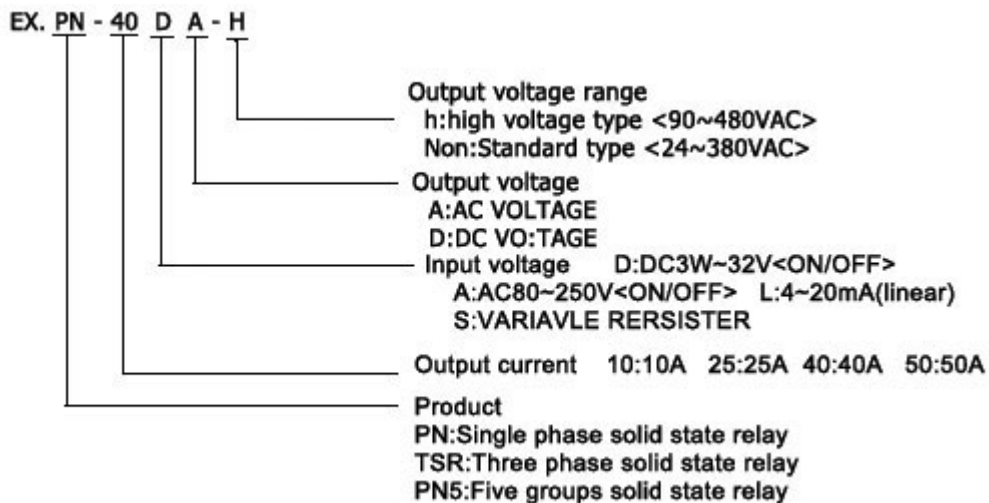 EX. PN - 40 D A - H
Output voltage range
h:high voltage type <90~480VAC>
Non:Standard type <24~380VAC>
Output voltage
A:AC VOLTAGE
D:DC VO:TAGE
Input voltage D:DC3W~32V<ON/OFF>
A:AC80~250V<ON/OFF> L:4~20mA(linear)
S:VARIAVLE RERSISTER
Output current 10:10A 25:25A 40:40A 50:50A
Product
PN:Single phase solid state relay
TSR:Three phase solid state relay
PN5:Five groups solid state relay